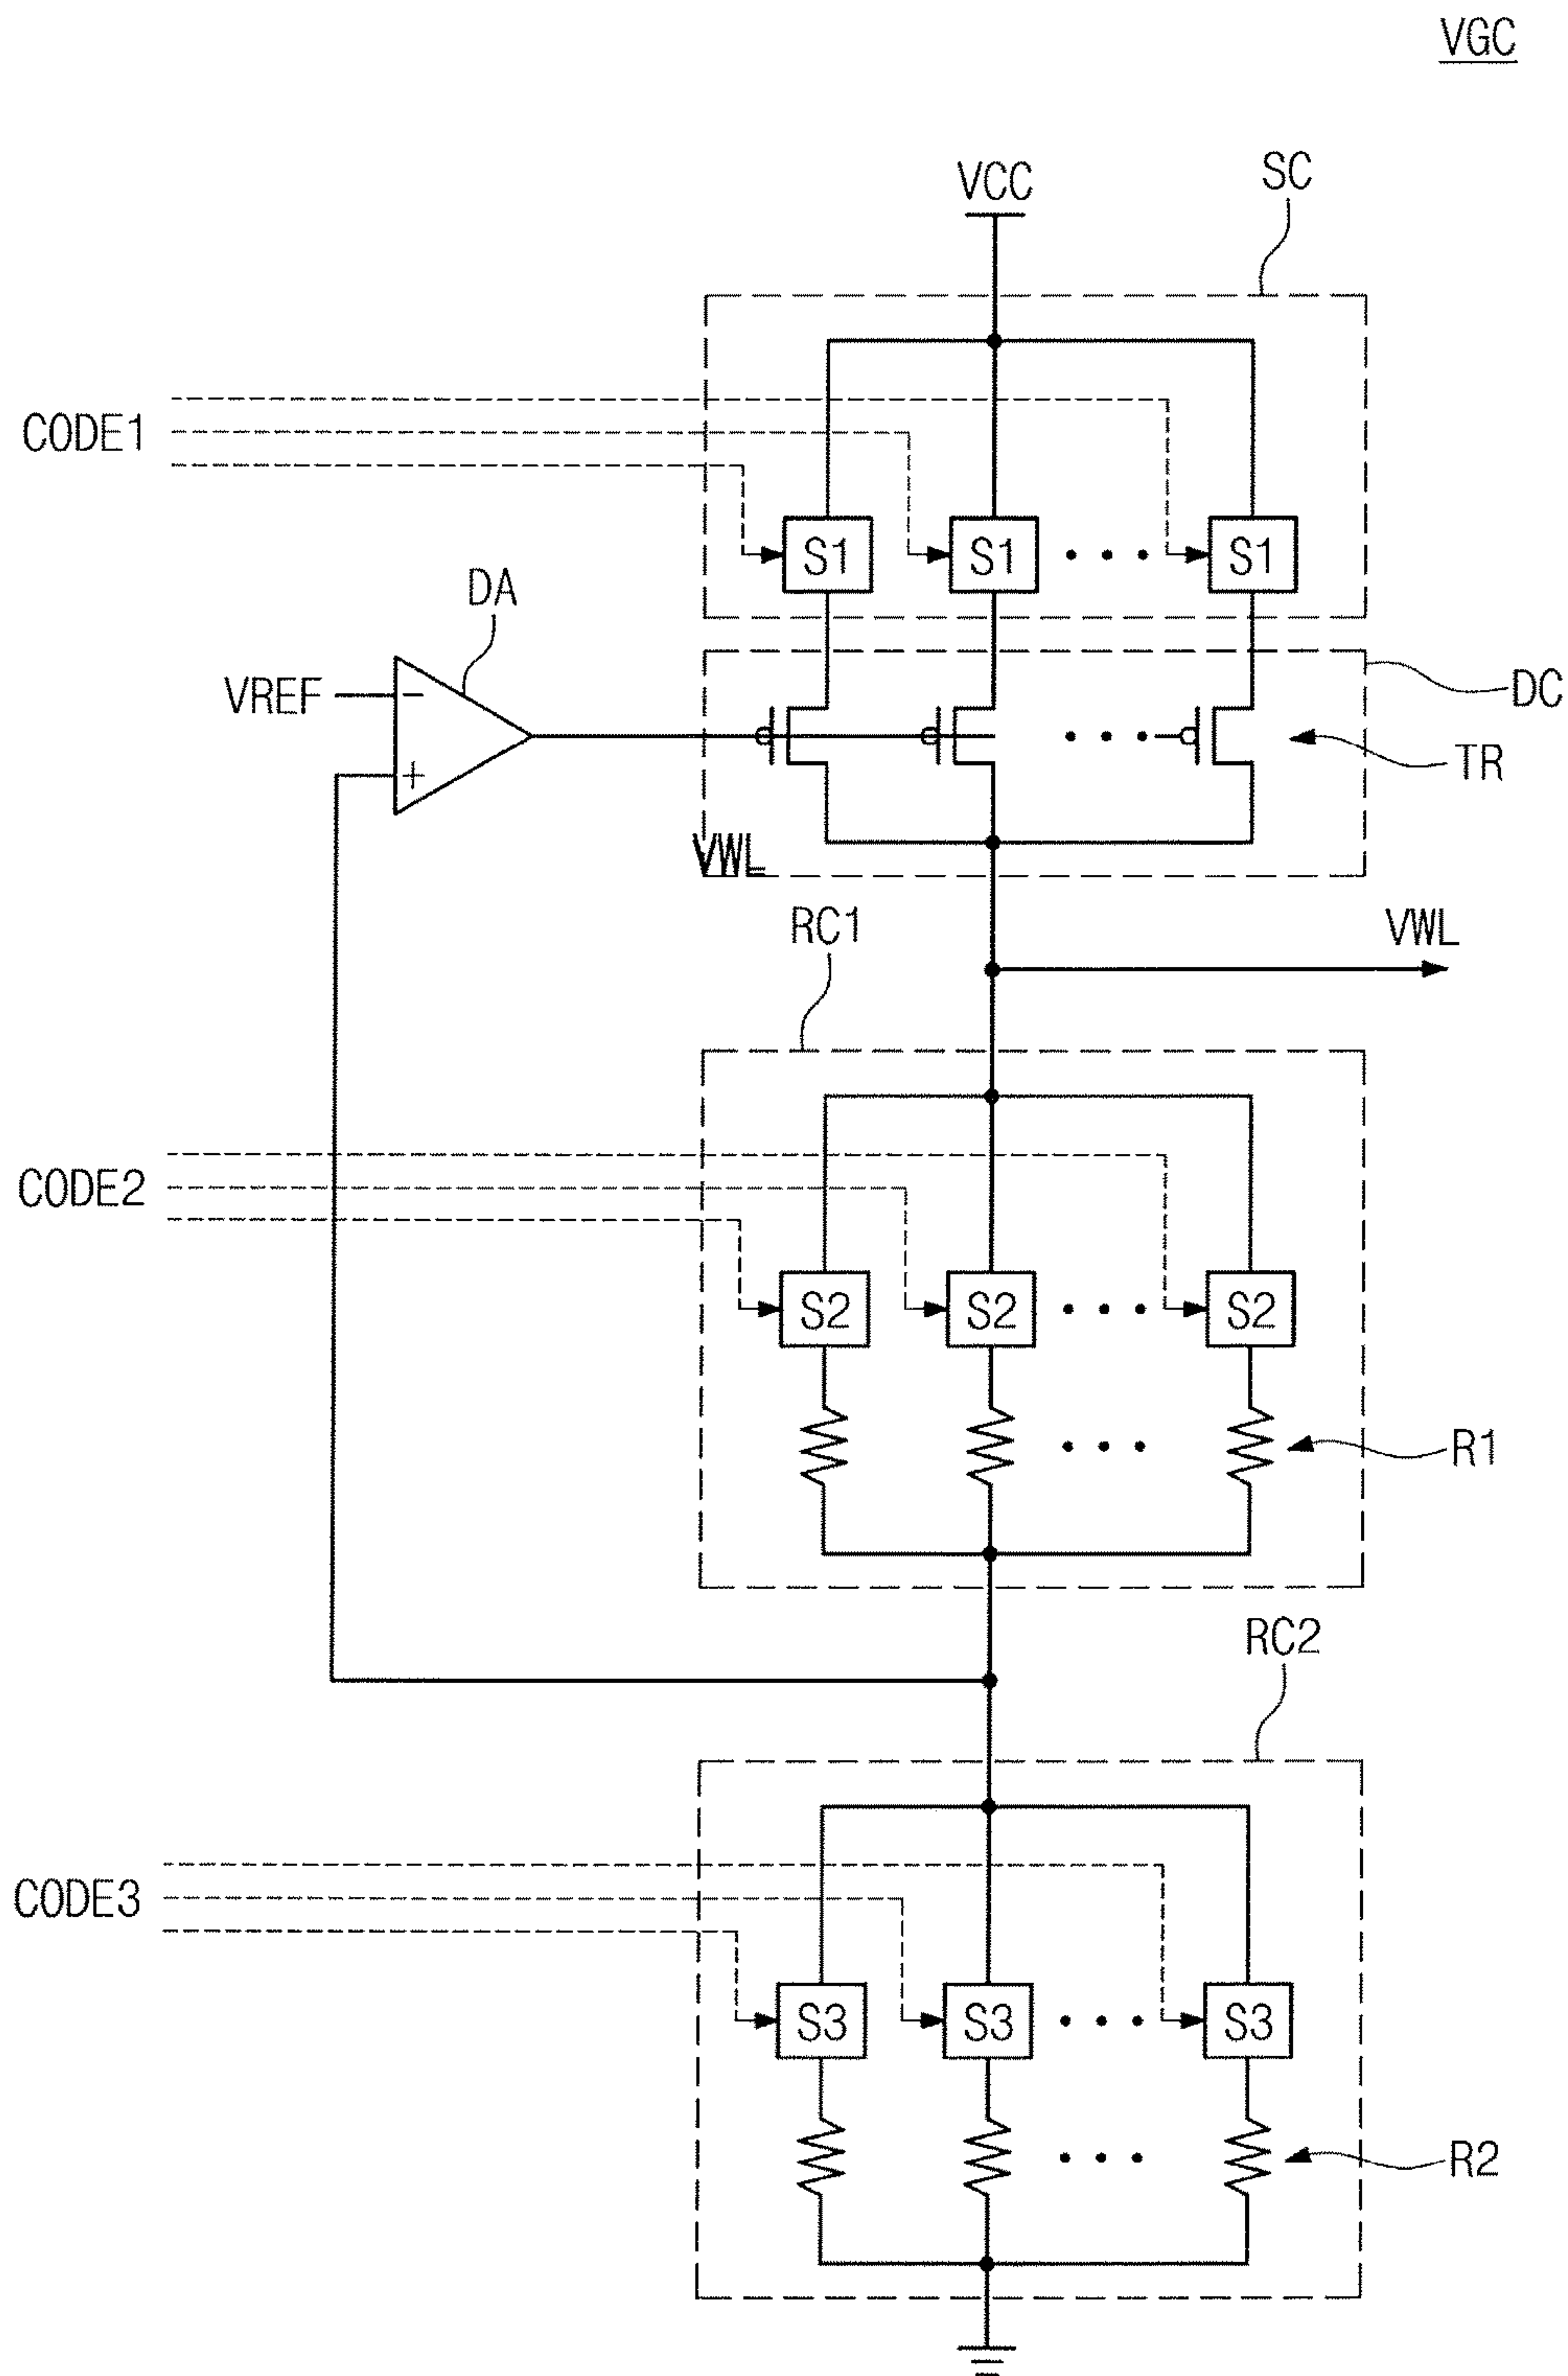 VGC
VCC
SC
CODE1
S1
S1
S1
DA
VREF
DC
TR
VWL
RC1
VWL
CODE2
S2
S2
S2
R1
RC2
CODE3
S3
S3
S3
R2